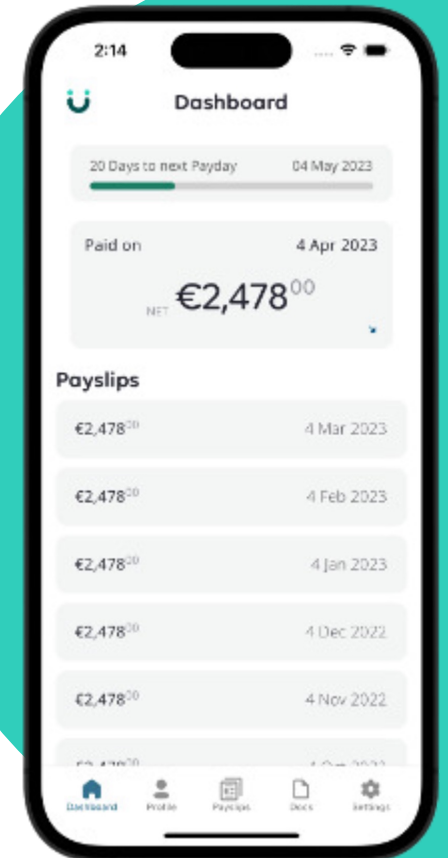 2:14
Dashboard
20 Days to next Payday 04 May 2023
Paid on 4 Apr 2023
NET €2,47800
Payslips
€2,47800 4 Mar 2023
€2,47800 4 Feb 2023
€2,47800 4 Jan 2023
€2,47800 4 Dec 2022
€2,47800 4 Nov 2022
Dashboard Profile Payslips Docs Settings